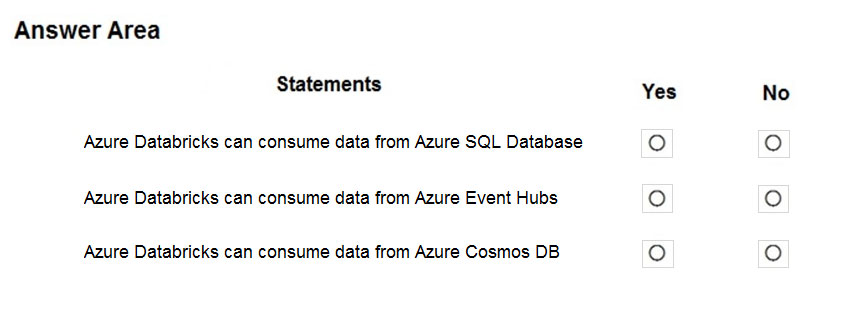 Answer Area
Statements Yes No
Azure Databricks can consume data from Azure SQL Database
Azure Databricks can consume data from Azure Event Hubs
Azure Databricks can consume data from Azure Cosmos DB